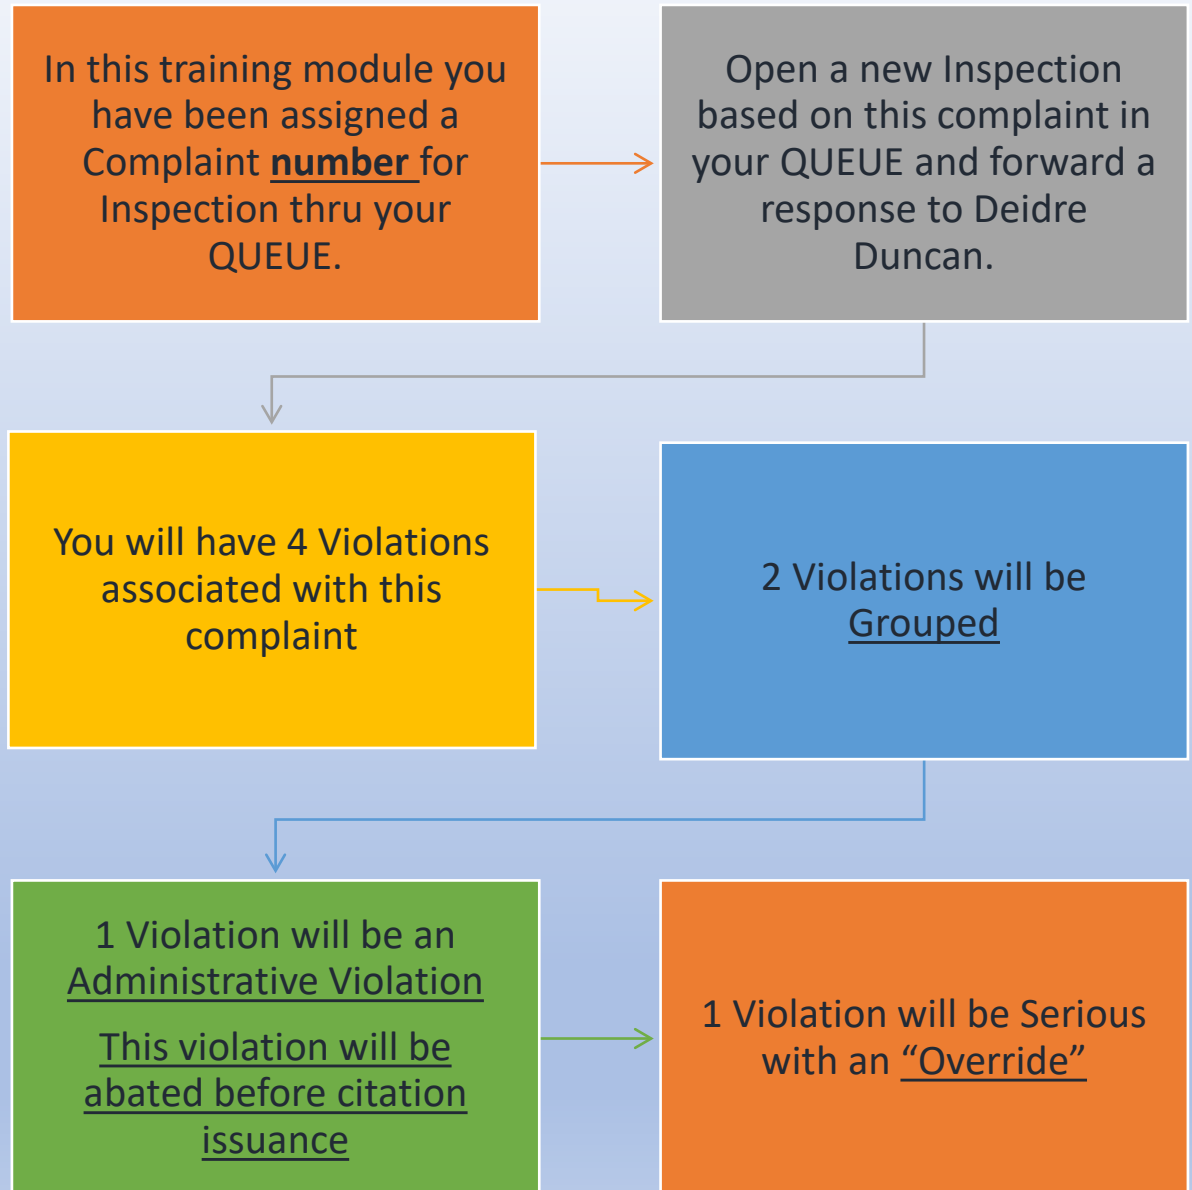 In this training module you
have been assigned a
Complaint number for
Inspection thru your
QUEUE.
Open a new Inspection
based on this complaint in
your QUEUE and forward a
response to Deidre
Duncan.
You will have 4 Violations
associated with this
complaint
2 Violations will be
Grouped
1 Violation will be an
Administrative Violation
This violation will be
abated before citation
issuance
1 Violation will be Serious
with an “Override”